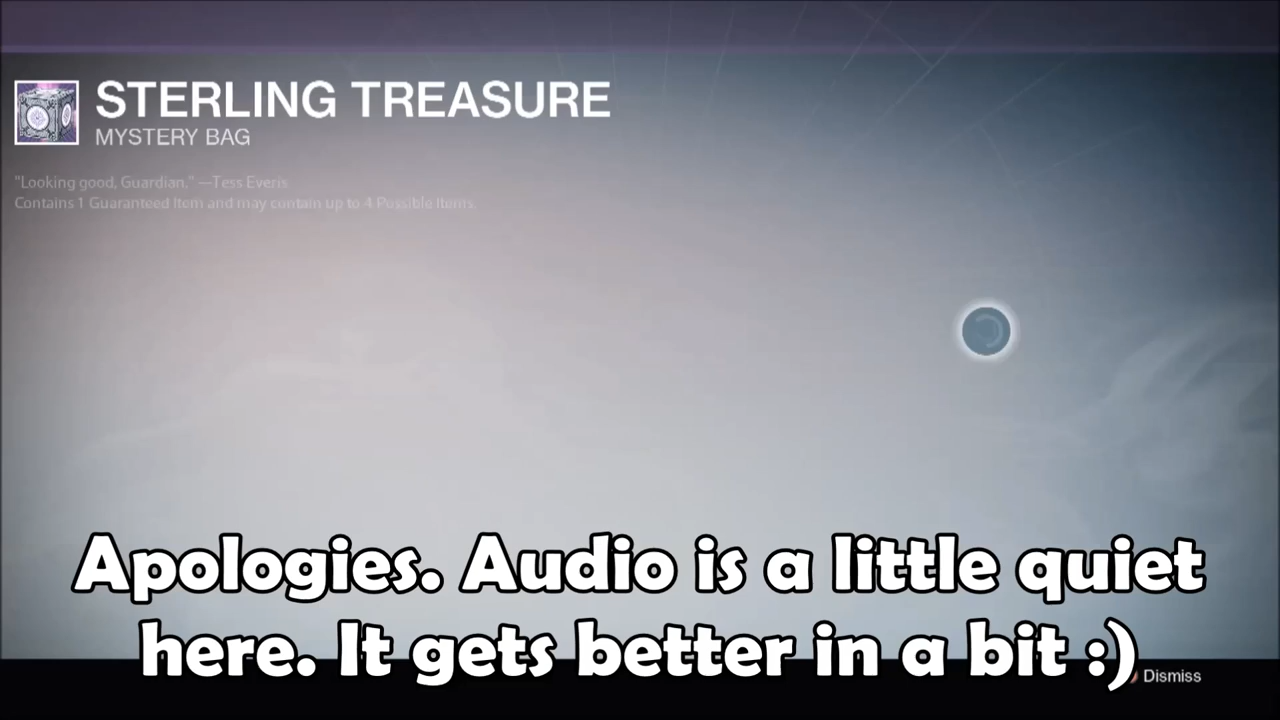 STERLING TREASURE
MYSTERY BAG
"Looking good, Guardian." —Tess Everis
Contains 1 Guaranteed Item and may contain up to 4 Possible Items.
Apologies. Audio is a little quiet
here. It gets better in a bit :)
Dismiss